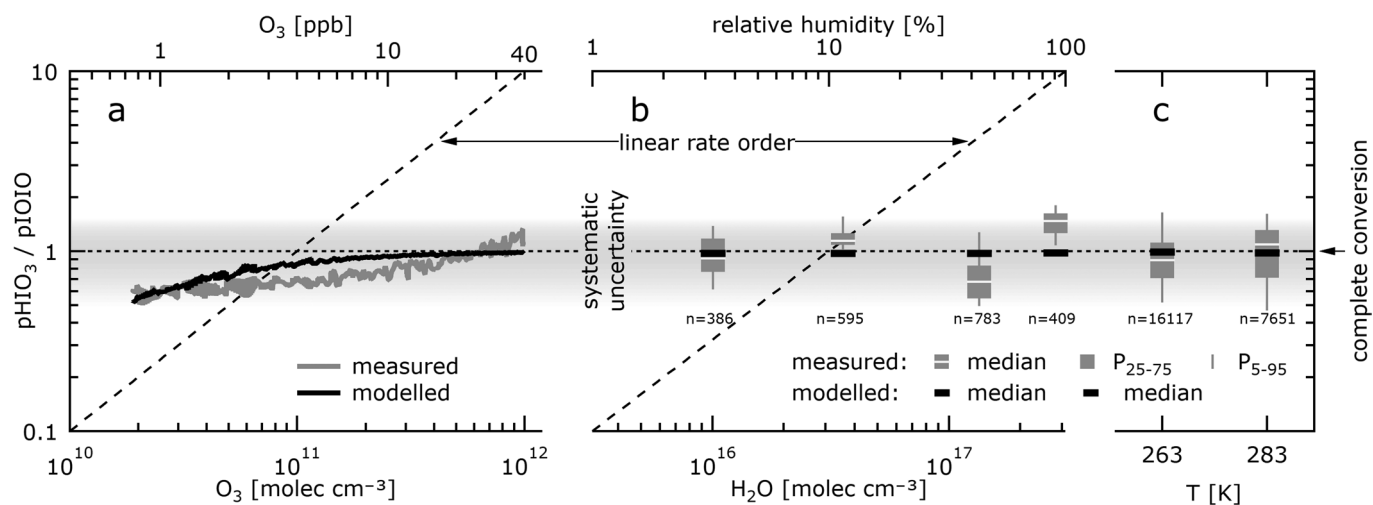 O3 [ppb]
relative humidity [%]
1 10 40
1 10 100
10
a
b
c
linear rate order
pHIO3 / pIOIO
1
systematic
uncertainty
complete conversion
n=386
n=595
n=783
n=409
n=16117
n=7651
measured
modelled
measured: median P25-75 P5-95
modelled: median median
0.1
10^10 10^11 10^12
10^16 10^17
263 283
O3 [molec cm⁻³]
H2O [molec cm⁻³]
T [K]